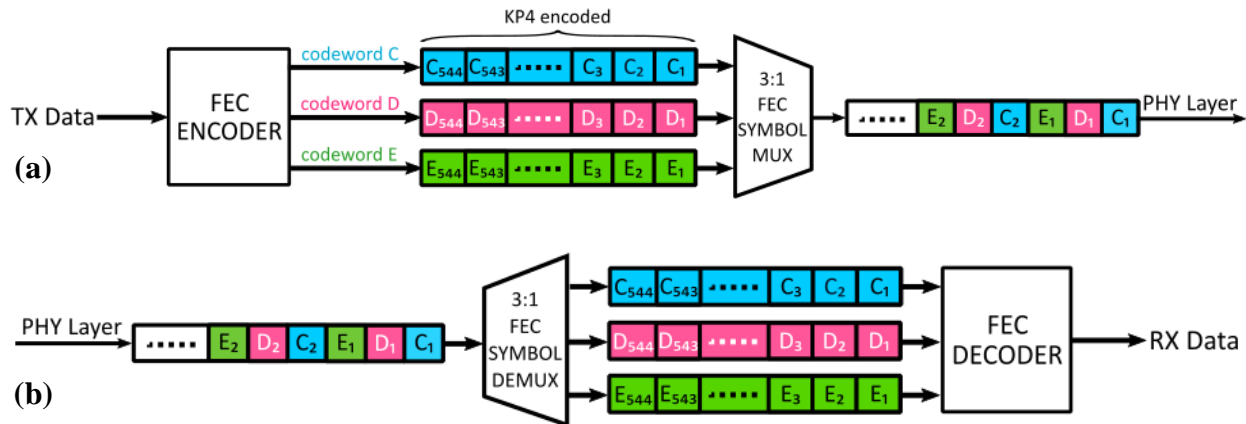 KP4 encoded
codeword C
C544 C543 ..... C3 C2 C1
TX Data
FEC
ENCODER
codeword D
D544 D543 ..... D3 D2 D1
codeword E
E544 E543 ..... E3 E2 E1
3:1
FEC
SYMBOL
MUX
..... E2 D2 C2 E1 D1 C1
PHY Layer
(a)
PHY Layer
..... E2 D2 C2 E1 D1 C1
3:1
FEC
SYMBOL
DEMUX
C544 C543 ..... C3 C2 C1
D544 D543 ..... D3 D2 D1
E544 E543 ..... E3 E2 E1
FEC
DECODER
RX Data
(b)